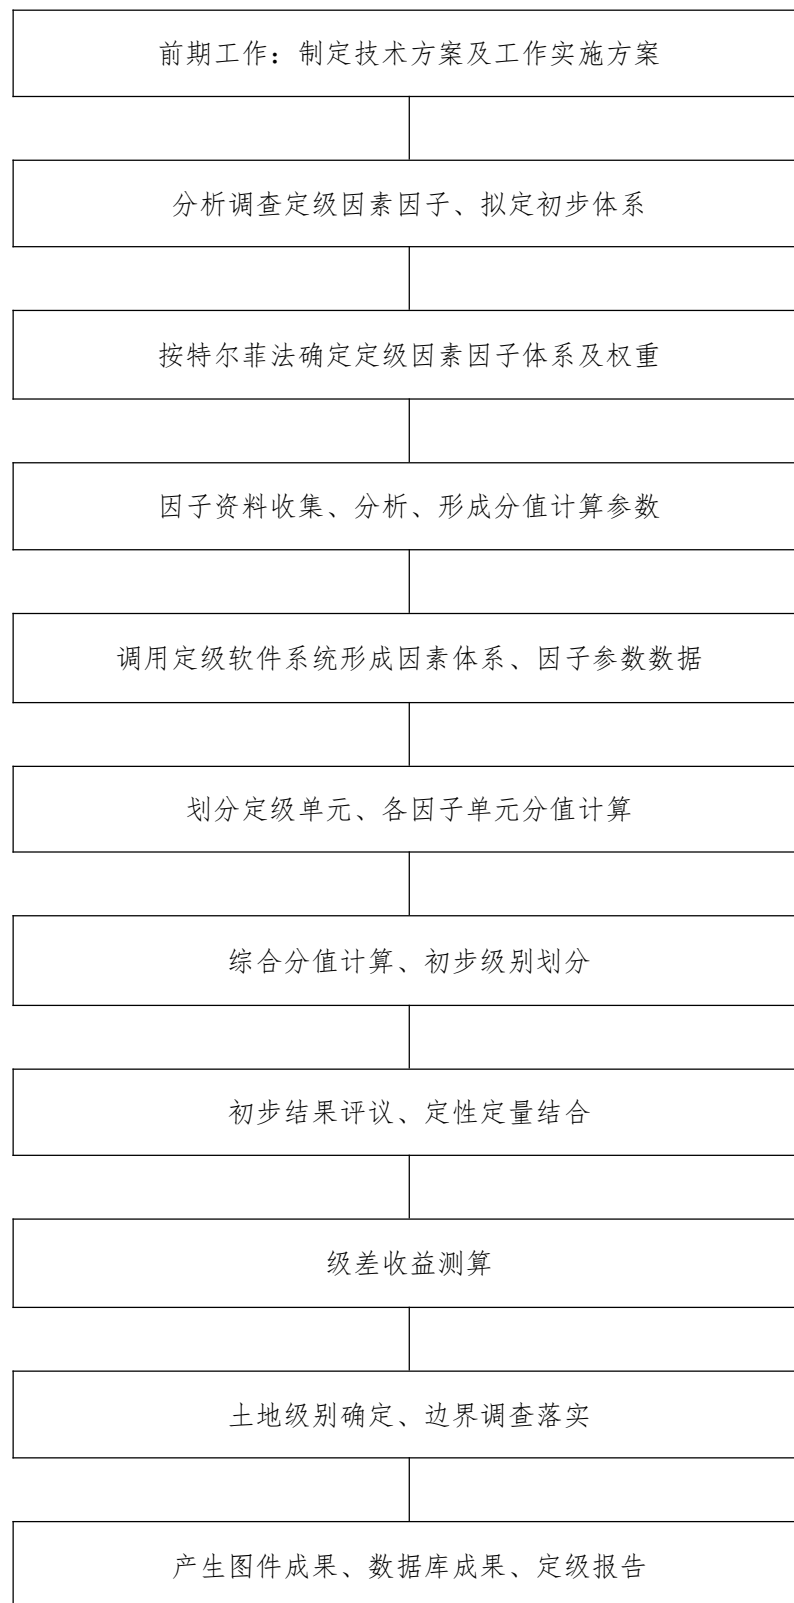 前期工作：制定技术方案及工作实施方案
分析调查定级因素因子、拟定初步体系
按特尔菲法确定定级因素因子体系及权重
因子资料收集、分析、形成分值计算参数
调用定级软件系统形成因素体系、因子参数数据
划分定级单元、各因子单元分值计算
综合分值计算、初步级别划分
初步结果评议、定性定量结合
级差收益测算
土地级别确定、边界调查落实
产生图件成果、数据库成果、定级报告